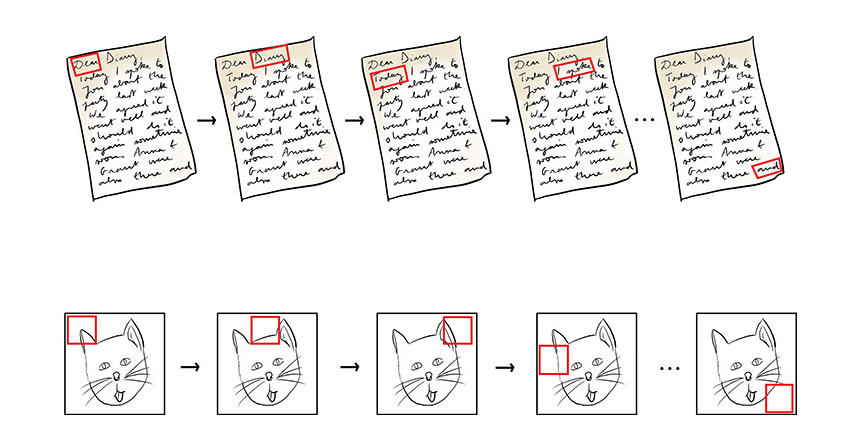 Dear Diary
Today I spoke to
Jon about the
party last week
We agreed it
went well and
should do it
again sometime
soon. Anna &
Grant were
also there and
Dear Diary
Today I spoke to
Jon about the
party last week
We agreed it
went well and
should do it
again sometime
soon. Anna &
Grant were
also there and
Dear Diary
Today I spoke to
Jon about the
party last week
We agreed it
went well and
should do it
again sometime
soon. Anna &
Grant were
also there and
Dear Diary
Today I spoke to
Jon about the
party last week
We agreed it
went well and
should do it
again sometime
soon. Anna &
Grant were
also there and
Dear Diary
Today I spoke to
Jon about the
party last week
We agreed it
went well and
should do it
again sometime
soon. Anna &
Grant were
also there and